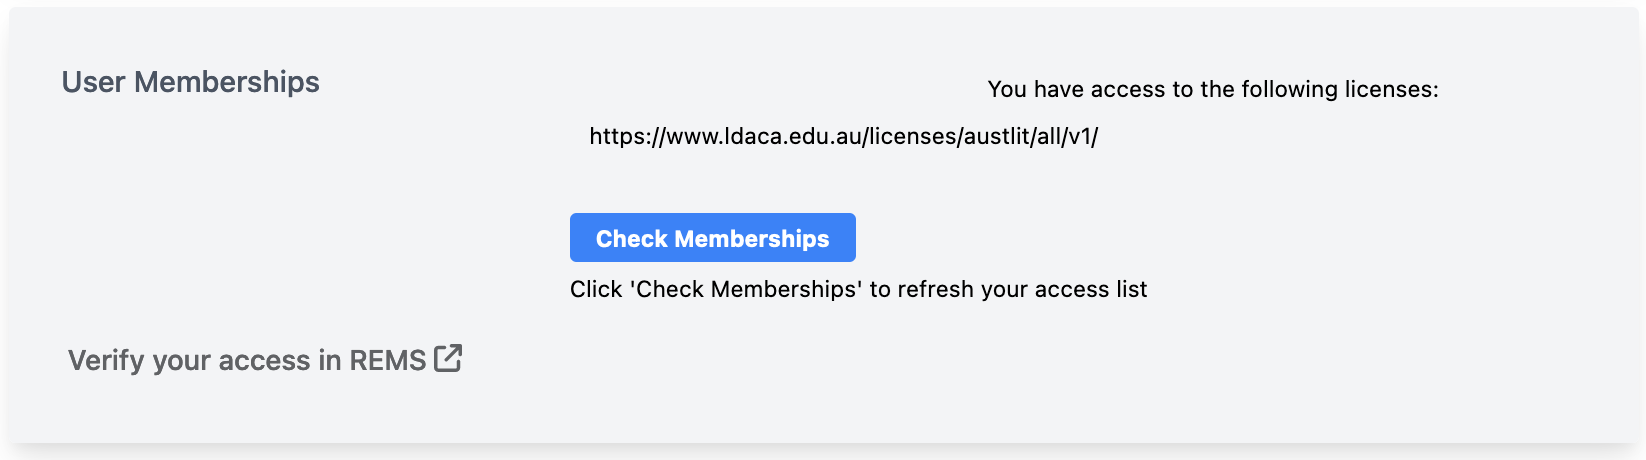 User Memberships
You have access to the following licenses:
https://www.ldaca.edu.au/licenses/austlit/all/v1/
Check Memberships
Click 'Check Memberships' to refresh your access list
Verify your access in REMS